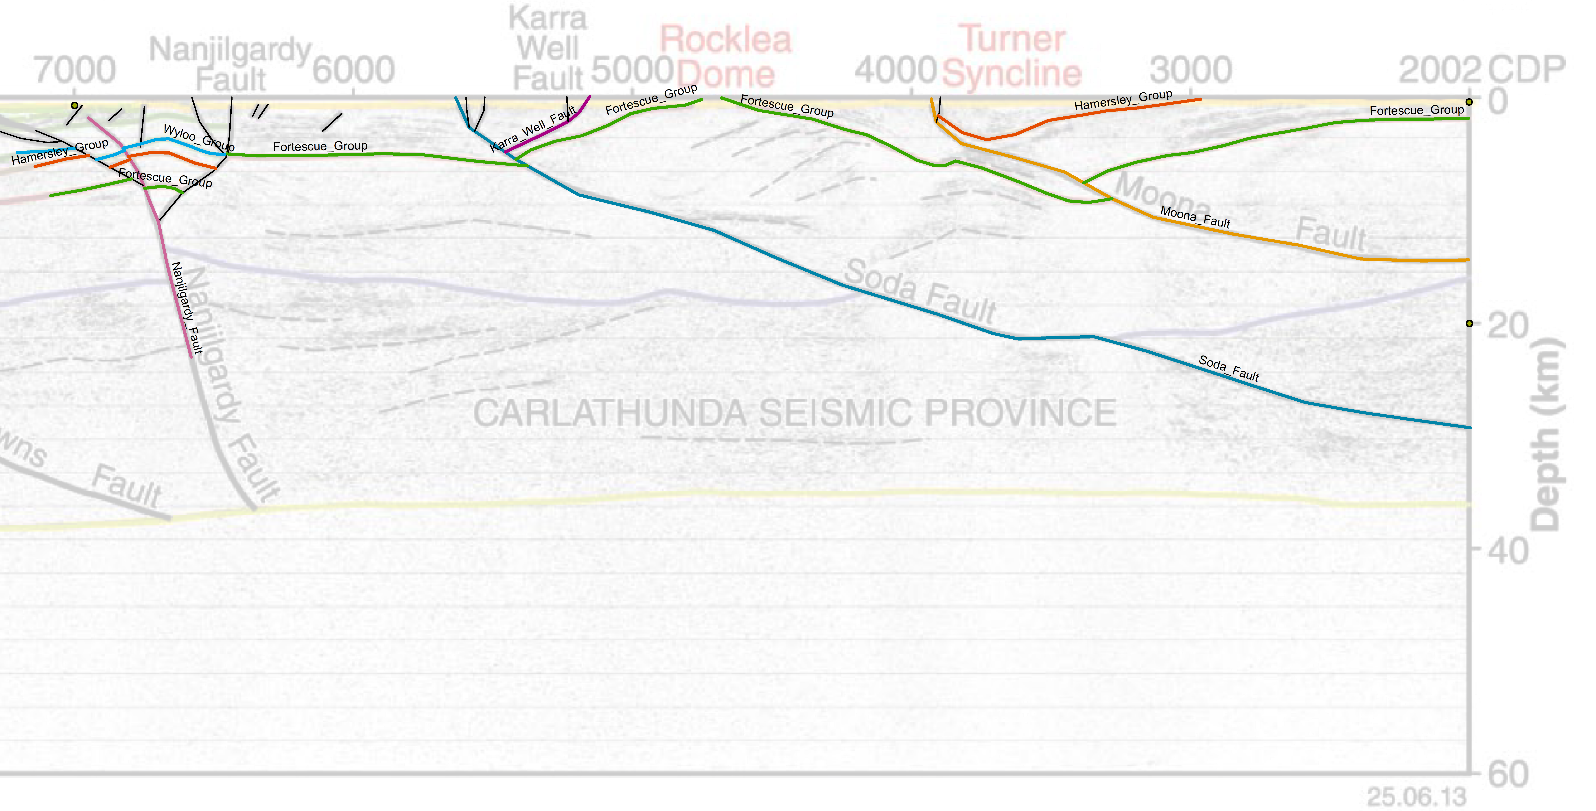 Karra
Well
Fault
Nanjilgardy
Fault
Rocklea
Dome
Turner
Syncline
7000
6000
5000
4000
3000
2002 CDP
0
20
40
60
Depth (km)
Hamersley_Group
Wyloo_Group
Fortescue_Group
Fortescue_Group
Karra_Well_Fault
Fortescue_Group
Fortescue_Group
Hamersley_Group
Fortescue_Group
Moona
Fault
Moona_Fault
Nanjilgardy_Fault
Nanjilgardy Fault
Soda Fault
Soda_Fault
CARLATHUNDA SEISMIC PROVINCE
wns
Fault
25.06.13